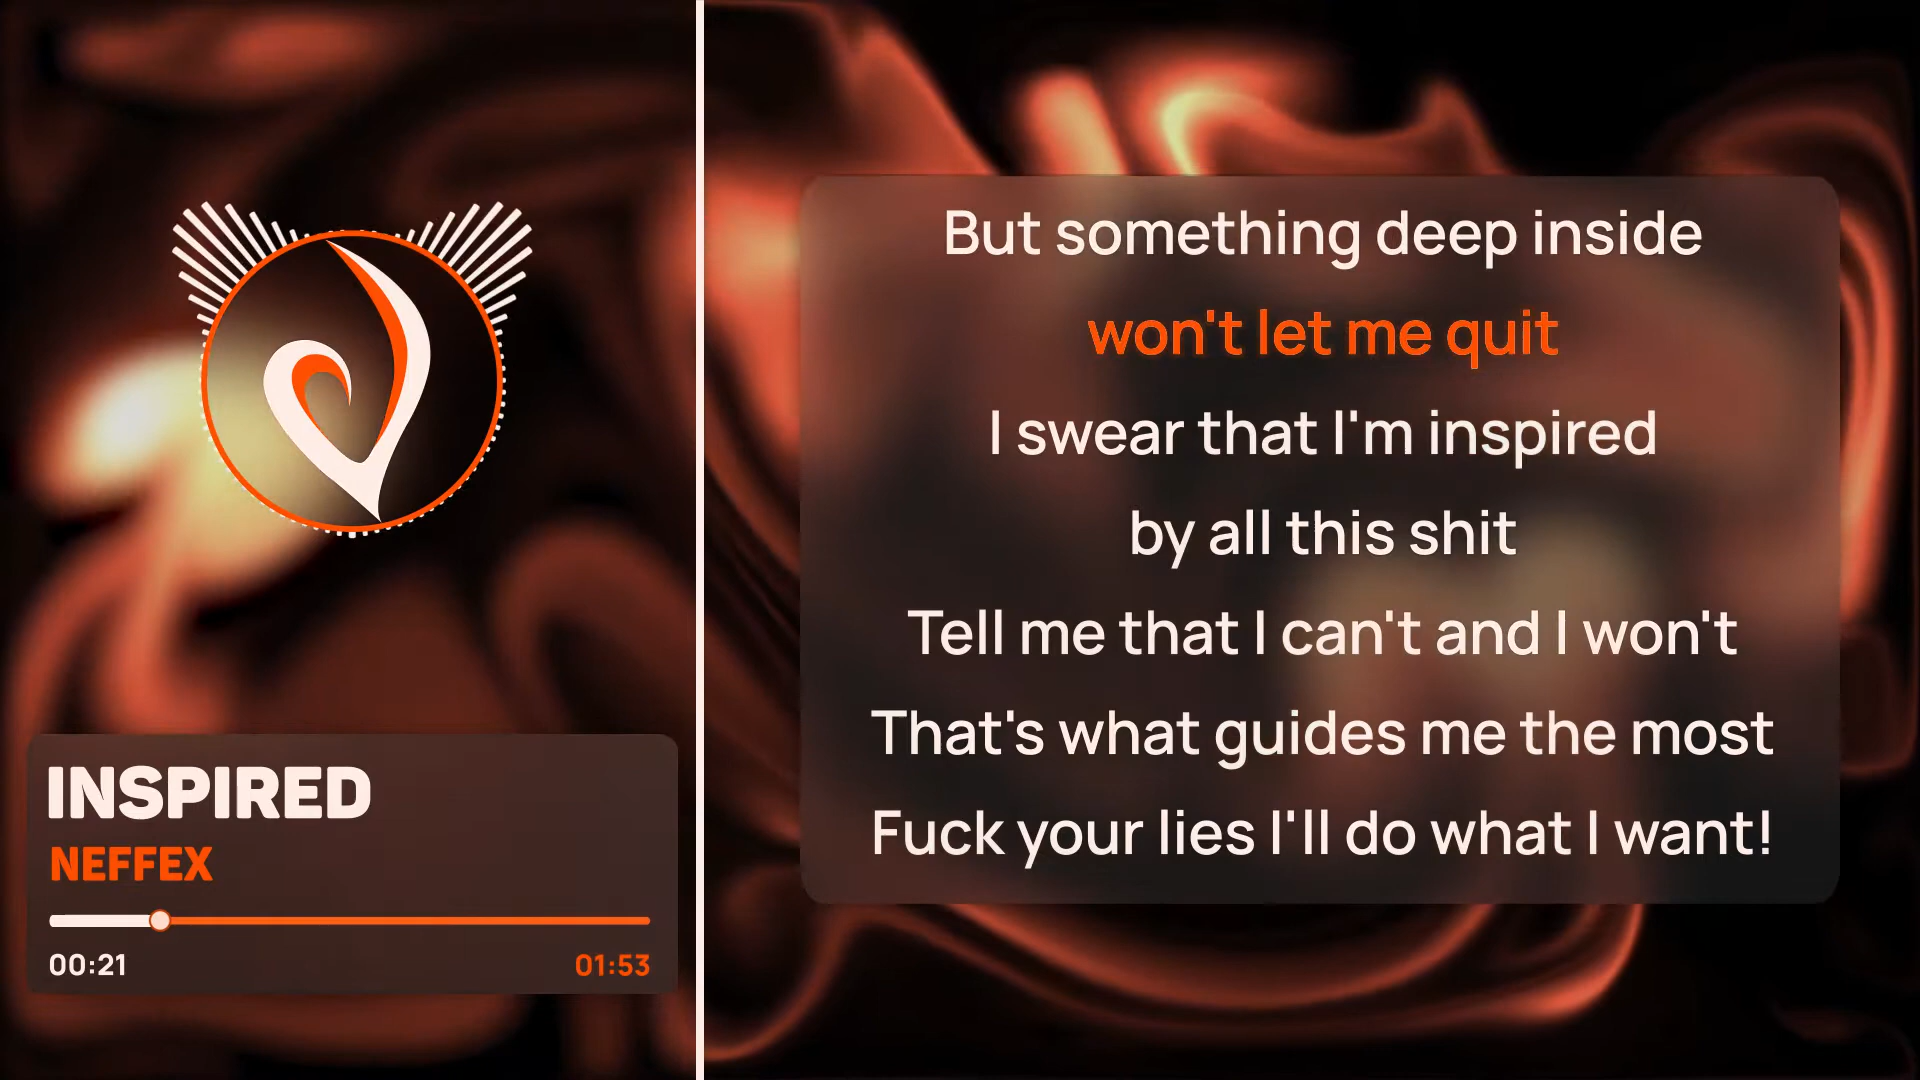 INSPIRED
NEFFEX
00:21
01:53
But something deep inside
won't let me quit
I swear that I'm inspired
by all this shit
Tell me that I can't and I won't
That's what guides me the most
Fuck your lies I'll do what I want!